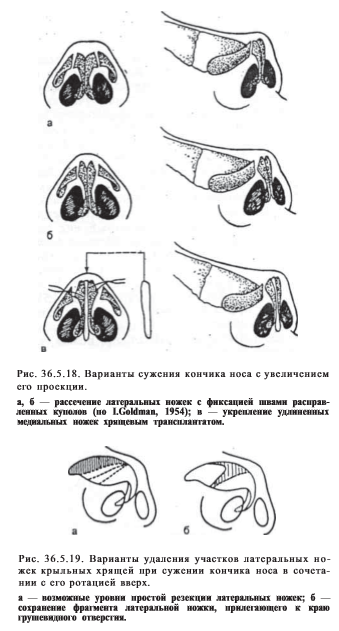 а
б
в
Рис. 36.5.18. Варианты сужения кончика носа с увеличением
его проекции.
а, б — рассечение латеральных ножек с фиксацией швами расправ-
ленных куполов (по I.Goldman, 1954); в — укрепление удлиненных
медиальных ножек хрящевым трансплантатом.
а
б
Рис. 36.5.19. Варианты удаления участков латеральных но-
жек крыльных хрящей при сужении кончика носа в сочета-
нии с его ротацией вверх.
а — возможные уровни простой резекции латеральных ножек; б —
сохранение фрагмента латеральной ножки, прилегающего к краю
грушевидного отверстия.